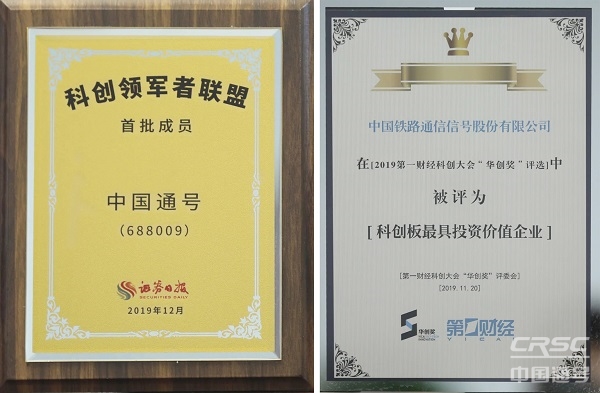 科创领军者联盟
首批成员
中国通号
(688009)
证券日报
SECURITIES DAILY
2019年12月
中国铁路通信信号股份有限公司
在[2019第一财经科创大会“华创奖”评选]中
被评为
[科创板最具投资价值企业]
[第一财经科创大会“华创奖”评委会]
[2019.11.20]
华创奖
第一财经
YICAI
CRSC
中国通号